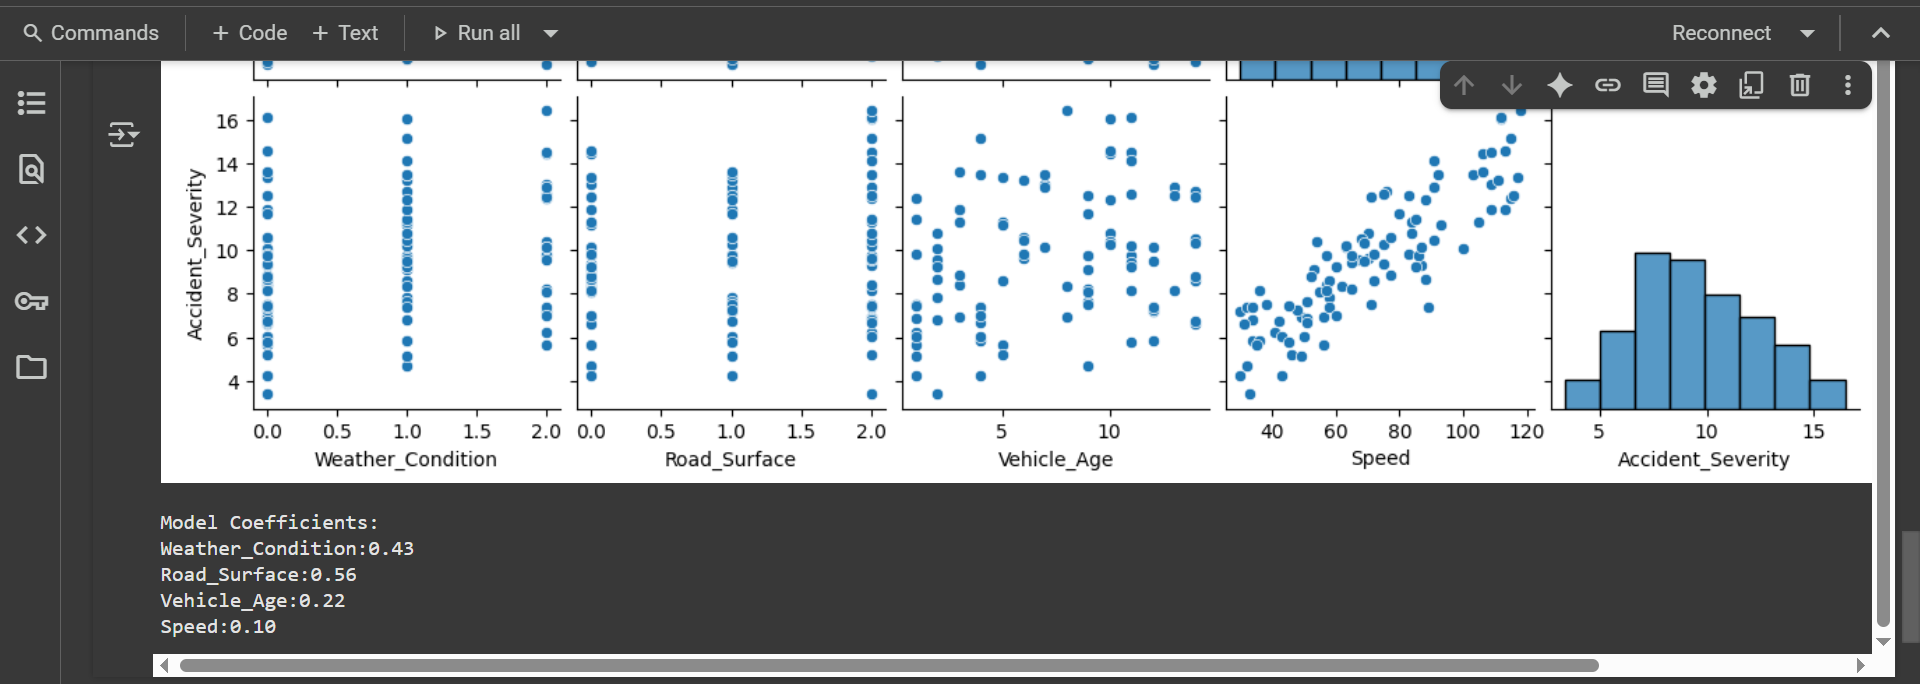 Commands + Code + Text Run all Reconnect
16
14
12
10
8
6
4
Accident_Severity
0.0 0.5 1.0 1.5 2.0 0.0 0.5 1.0 1.5 2.0 5 10 40 60 80 100 120 5 10 15
Weather_Condition Road_Surface Vehicle_Age Speed Accident_Severity
Model Coefficients:
Weather_Condition:0.43
Road_Surface:0.56
Vehicle_Age:0.22
Speed:0.10